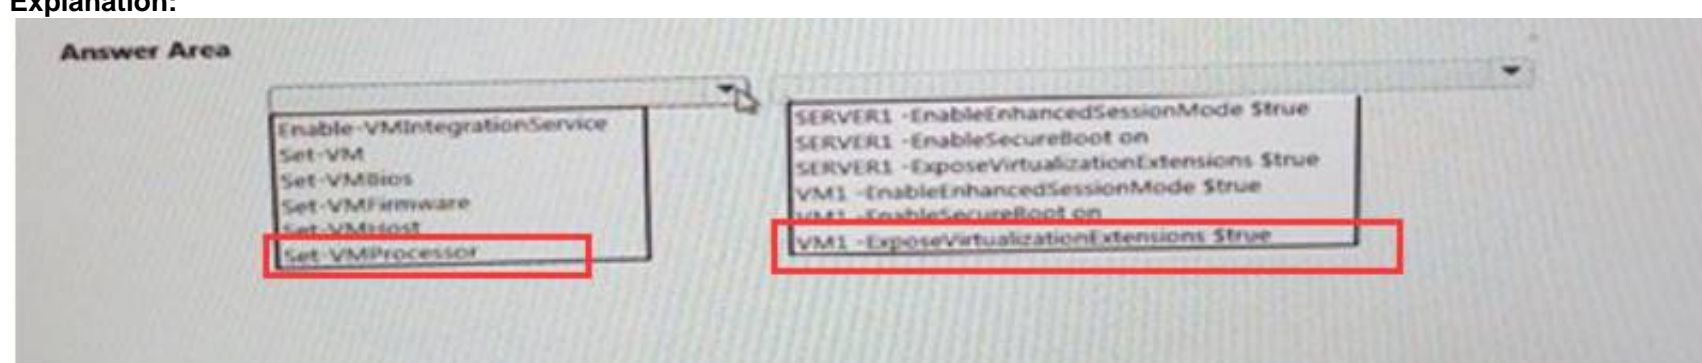 Explanation:
Answer Area
Enable-VMIntegrationService
Set-VM
Set-VMBios
Set-VMFirmware
Set-VMHost
Set-VMProcessor
SERVER1 -EnableEnhancedSessionMode $true
SERVER1 -EnableSecureBoot on
SERVER1 -ExposeVirtualizationExtensions $true
VM1 -EnableEnhancedSessionMode $true
VM1 -EnableSecureBoot on
VM1 -ExposeVirtualizationExtensions $true